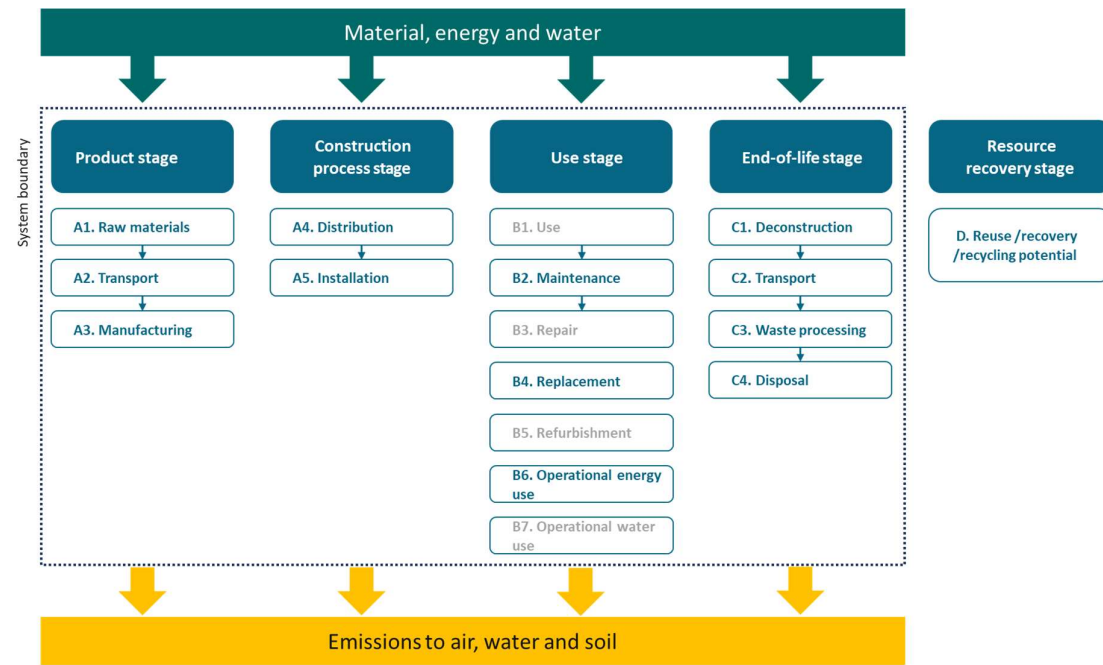 Material, energy and water
System boundary
Product stage
A1. Raw materials
A2. Transport
A3. Manufacturing
Construction
process stage
A4. Distribution
A5. Installation
Use stage
B1. Use
B2. Maintenance
B3. Repair
B4. Replacement
B5. Refurbishment
B6. Operational energy
use
B7. Operational water
use
End-of-life stage
C1. Deconstruction
C2. Transport
C3. Waste processing
C4. Disposal
Resource
recovery stage
D. Reuse /recovery
/recycling potential
Emissions to air, water and soil